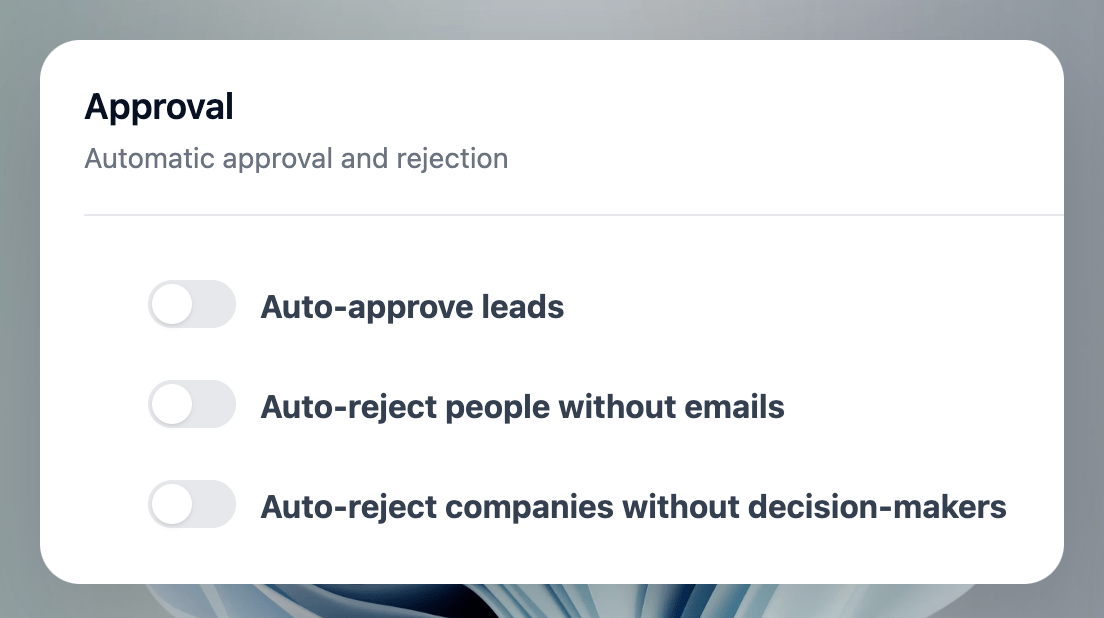 Approval
Automatic approval and rejection
Auto-approve leads
Auto-reject people without emails
Auto-reject companies without decision-makers